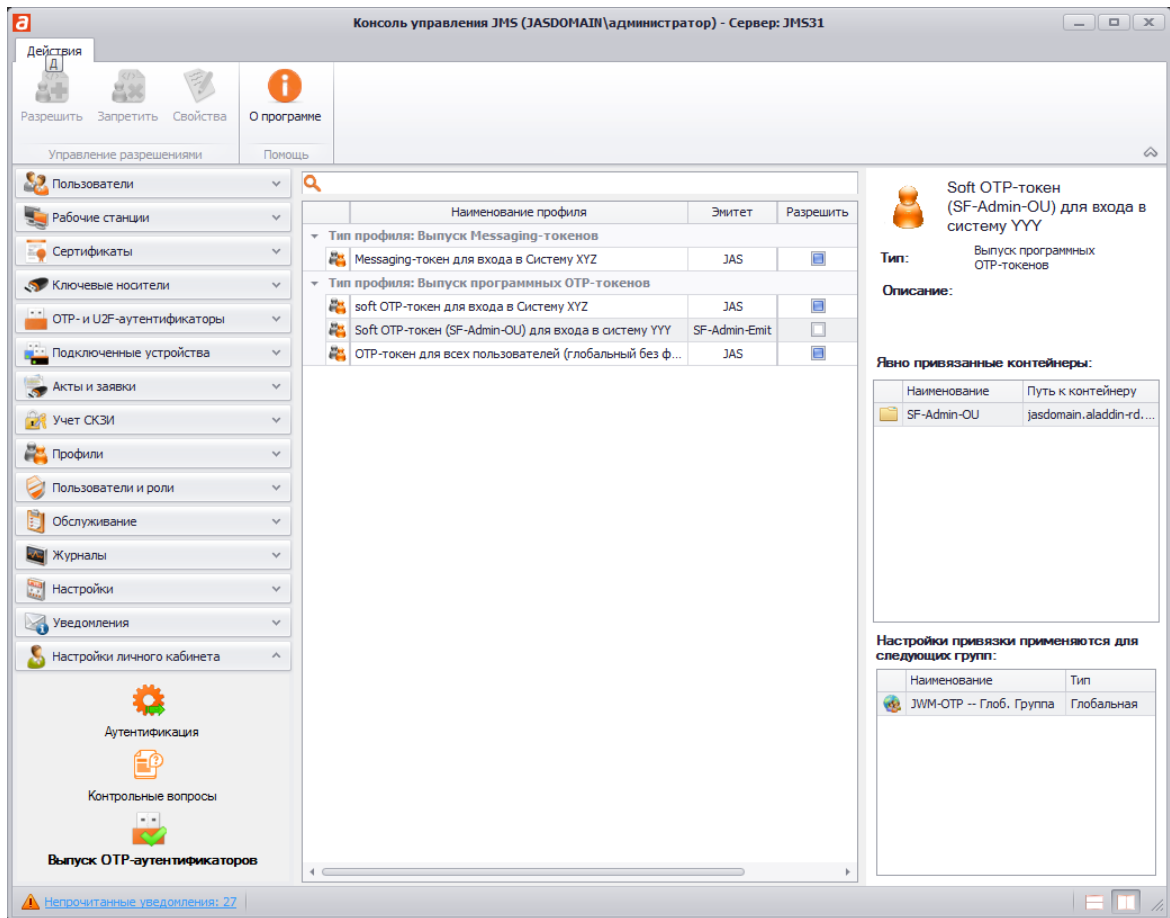 Консоль управления JMS (JASDOMAIN\администратор) - Сервер: JMS31
Действия
Д
Разрешить Запретить Свойства О программе
Управление разрешениями Помощь
Пользователи
Рабочие станции
Сертификаты
Ключевые носители
OTP- и U2F-аутентификаторы
Подключенные устройства
Акты и заявки
Учет СКЗИ
Профили
Пользователи и роли
Обслуживание
Журналы
Настройки
Уведомления
Настройки личного кабинета
Аутентификация
Контрольные вопросы
Выпуск OTP-аутентификаторов
Наименование профиля Эмитет Разрешить
Тип профиля: Выпуск Messaging-токенов
Messaging-токен для входа в Систему XYZ JAS
Тип профиля: Выпуск программных OTP-токенов
soft OTP-токен для входа в Систему XYZ JAS
Soft OTP-токен (SF-Admin-OU) для входа в систему YYY SF-Admin-Emit
OTP-токен для всех пользователей (глобальный без ф... JAS
Soft OTP-токен
(SF-Admin-OU) для входа в
систему YYY
Тип: Выпуск программных
OTP-токенов
Описание:
Явно привязанные контейнеры:
Наименование Путь к контейнеру
SF-Admin-OU jasdomain.aladdin-rd....
Настройки привязки применяются для
следующих групп:
Наименование Тип
JWM-OTP -- Глоб. Группа Глобальная
Непрочитанные уведомления: 27